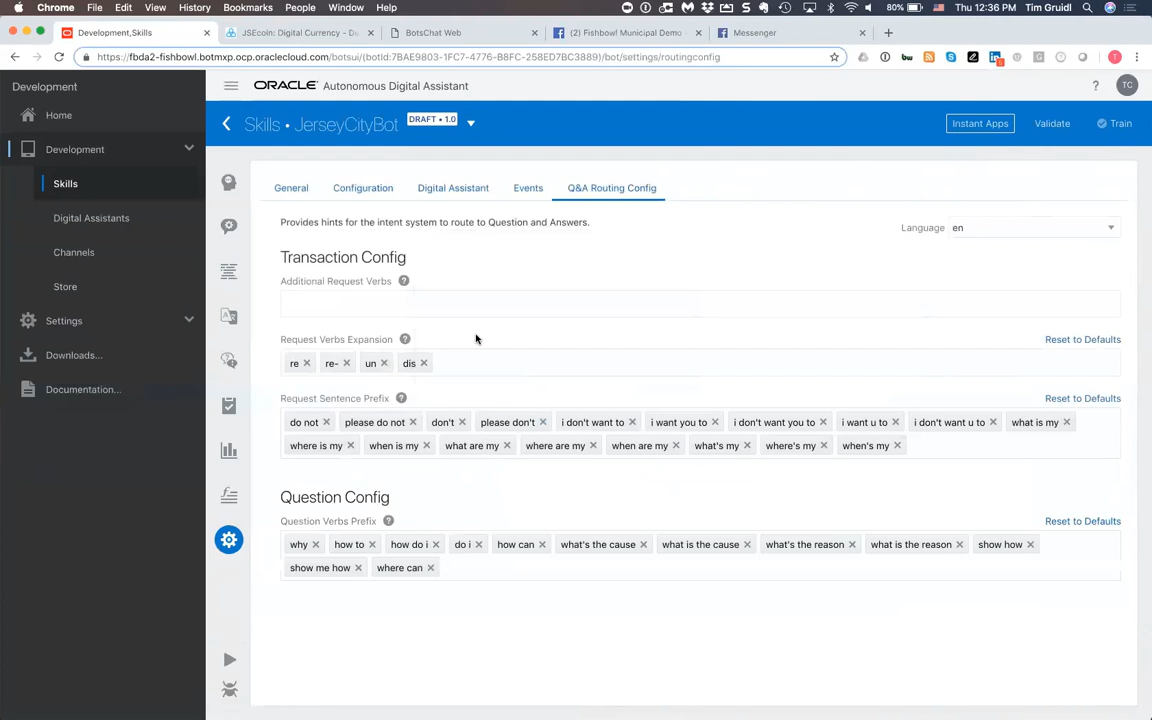 Chrome File Edit View History Bookmarks People Window Help 80% Thu 12:36 PM Tim Gruidl
Development,Skills JSEcoin: Digital Currency - D BotsChat Web (2) Fishbowl Municipal Demo Messenger
https://fbda2-fishbowl.botmxp.ocp.oraclecloud.com/botsui/(botId:7BAE9803-1FC7-4776-B8FC-258ED7BC3889)/bot/settings/routingconfig
Development
Home
Development
Skills
Digital Assistants
Channels
Store
Settings
Downloads...
Documentation...
ORACLE Autonomous Digital Assistant ? TC
Skills • JerseyCityBot DRAFT • 1.0 Instant Apps Validate Train
General Configuration Digital Assistant Events Q&A Routing Config
Provides hints for the intent system to route to Question and Answers. Language en
Transaction Config
Additional Request Verbs ?
Request Verbs Expansion ? Reset to Defaults
re re- un dis
Request Sentence Prefix ? Reset to Defaults
do not please do not don't please don't i don't want to i want you to i don't want you to i want u to i don't want u to what is my
where is my when is my what are my where are my when are my what's my where's my when's my
Question Config
Question Verbs Prefix ? Reset to Defaults
why how to how do i do i how can what's the cause what is the cause what's the reason what is the reason show how
show me how where can